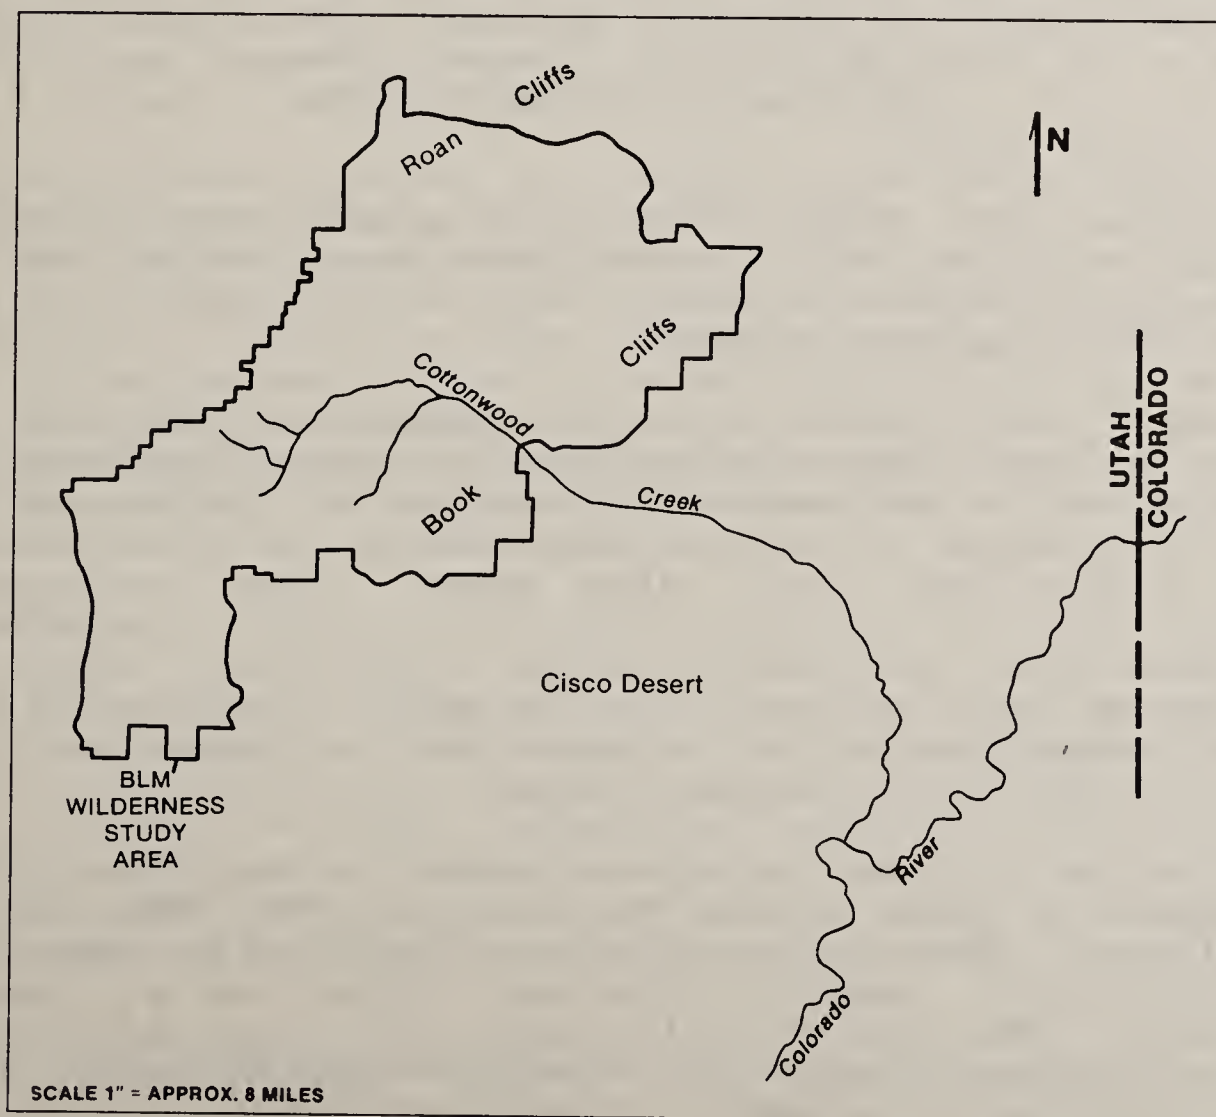 Cliffs
Roan
N
Cliffs
Cottonwood
UTAH
COLORADO
Book
Creek
Cisco Desert
BLM
WILDERNESS
STUDY
AREA
River
Colorado
SCALE 1" = APPROX. 8 MILES